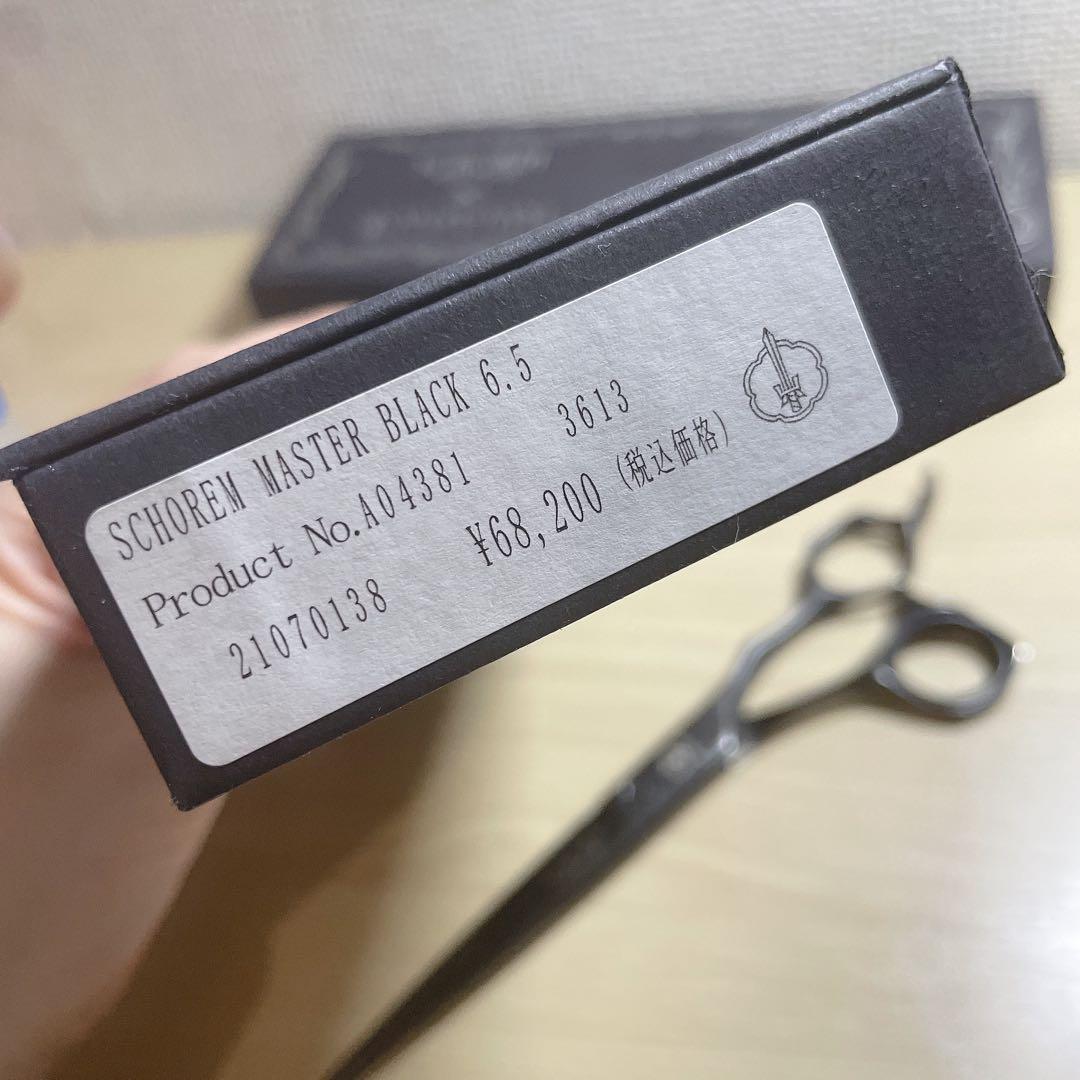 SCHOREM MASTER BLACK 6.5
Product No.A04381 3613
21070138 ¥68,200 (税込価格)